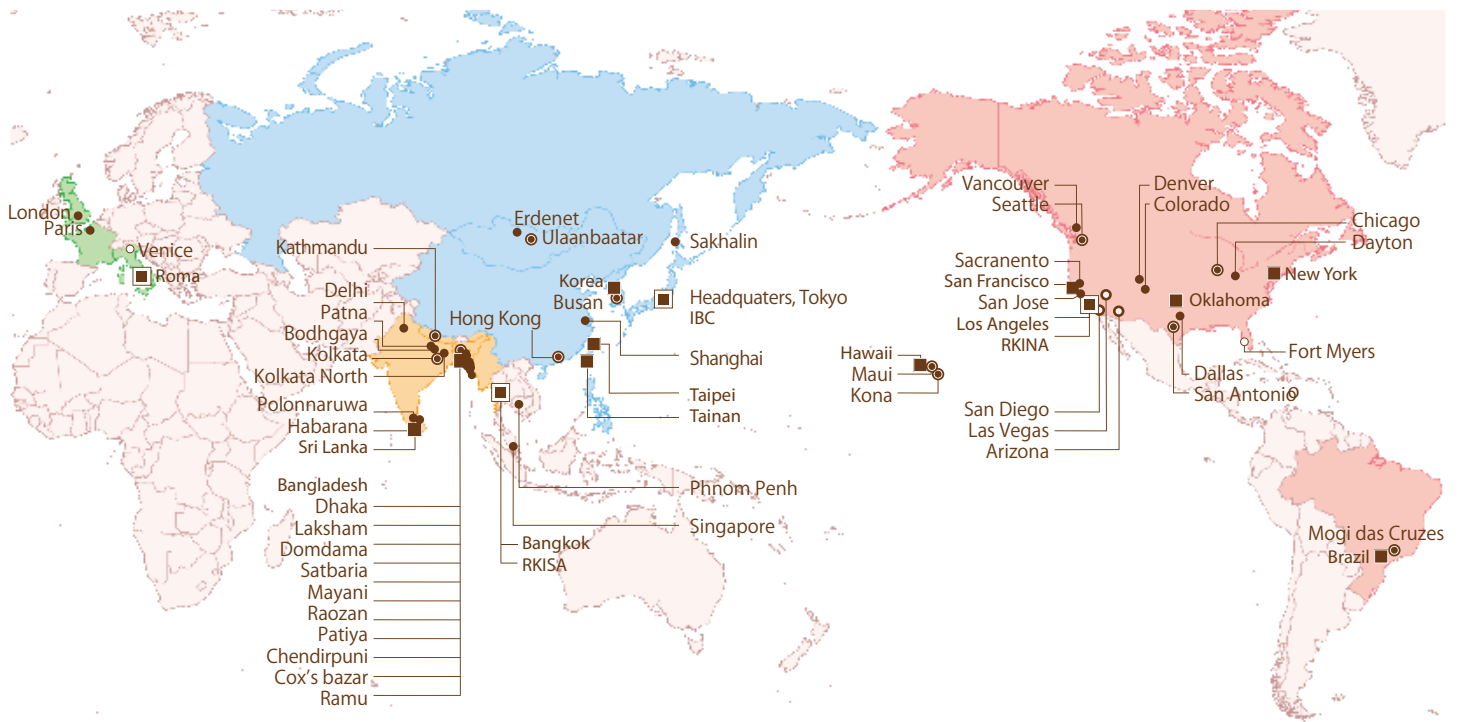 London
Paris
Venice
Roma
Kathmandu
Delhi
Patna
Bodhgaya
Kolkata
Kolkata North
Polonnaruwa
Habarana
Sri Lanka
Bangladesh
Dhaka
Laksham
Domdama
Satbaria
Mayani
Raozan
Patiya
Chendirpuni
Cox's bazar
Ramu
Erdenet
Ulaanbaatar
Sakhalin
Korea
Busan
Headquaters, Tokyo
IBC
Hong Kong
Shanghai
Taipei
Tainan
Phnom Penh
Singapore
Bangkok
RKISA
Hawaii
Maui
Kona
Vancouver
Seattle
Sacranento
San Francisco
San Jose
Los Angeles
RKINA
San Diego
Las Vegas
Arizona
Denver
Colorado
Chicago
Dayton
New York
Oklahoma
Fort Myers
Dallas
San Antonio
Mogi das Cruzes
Brazil